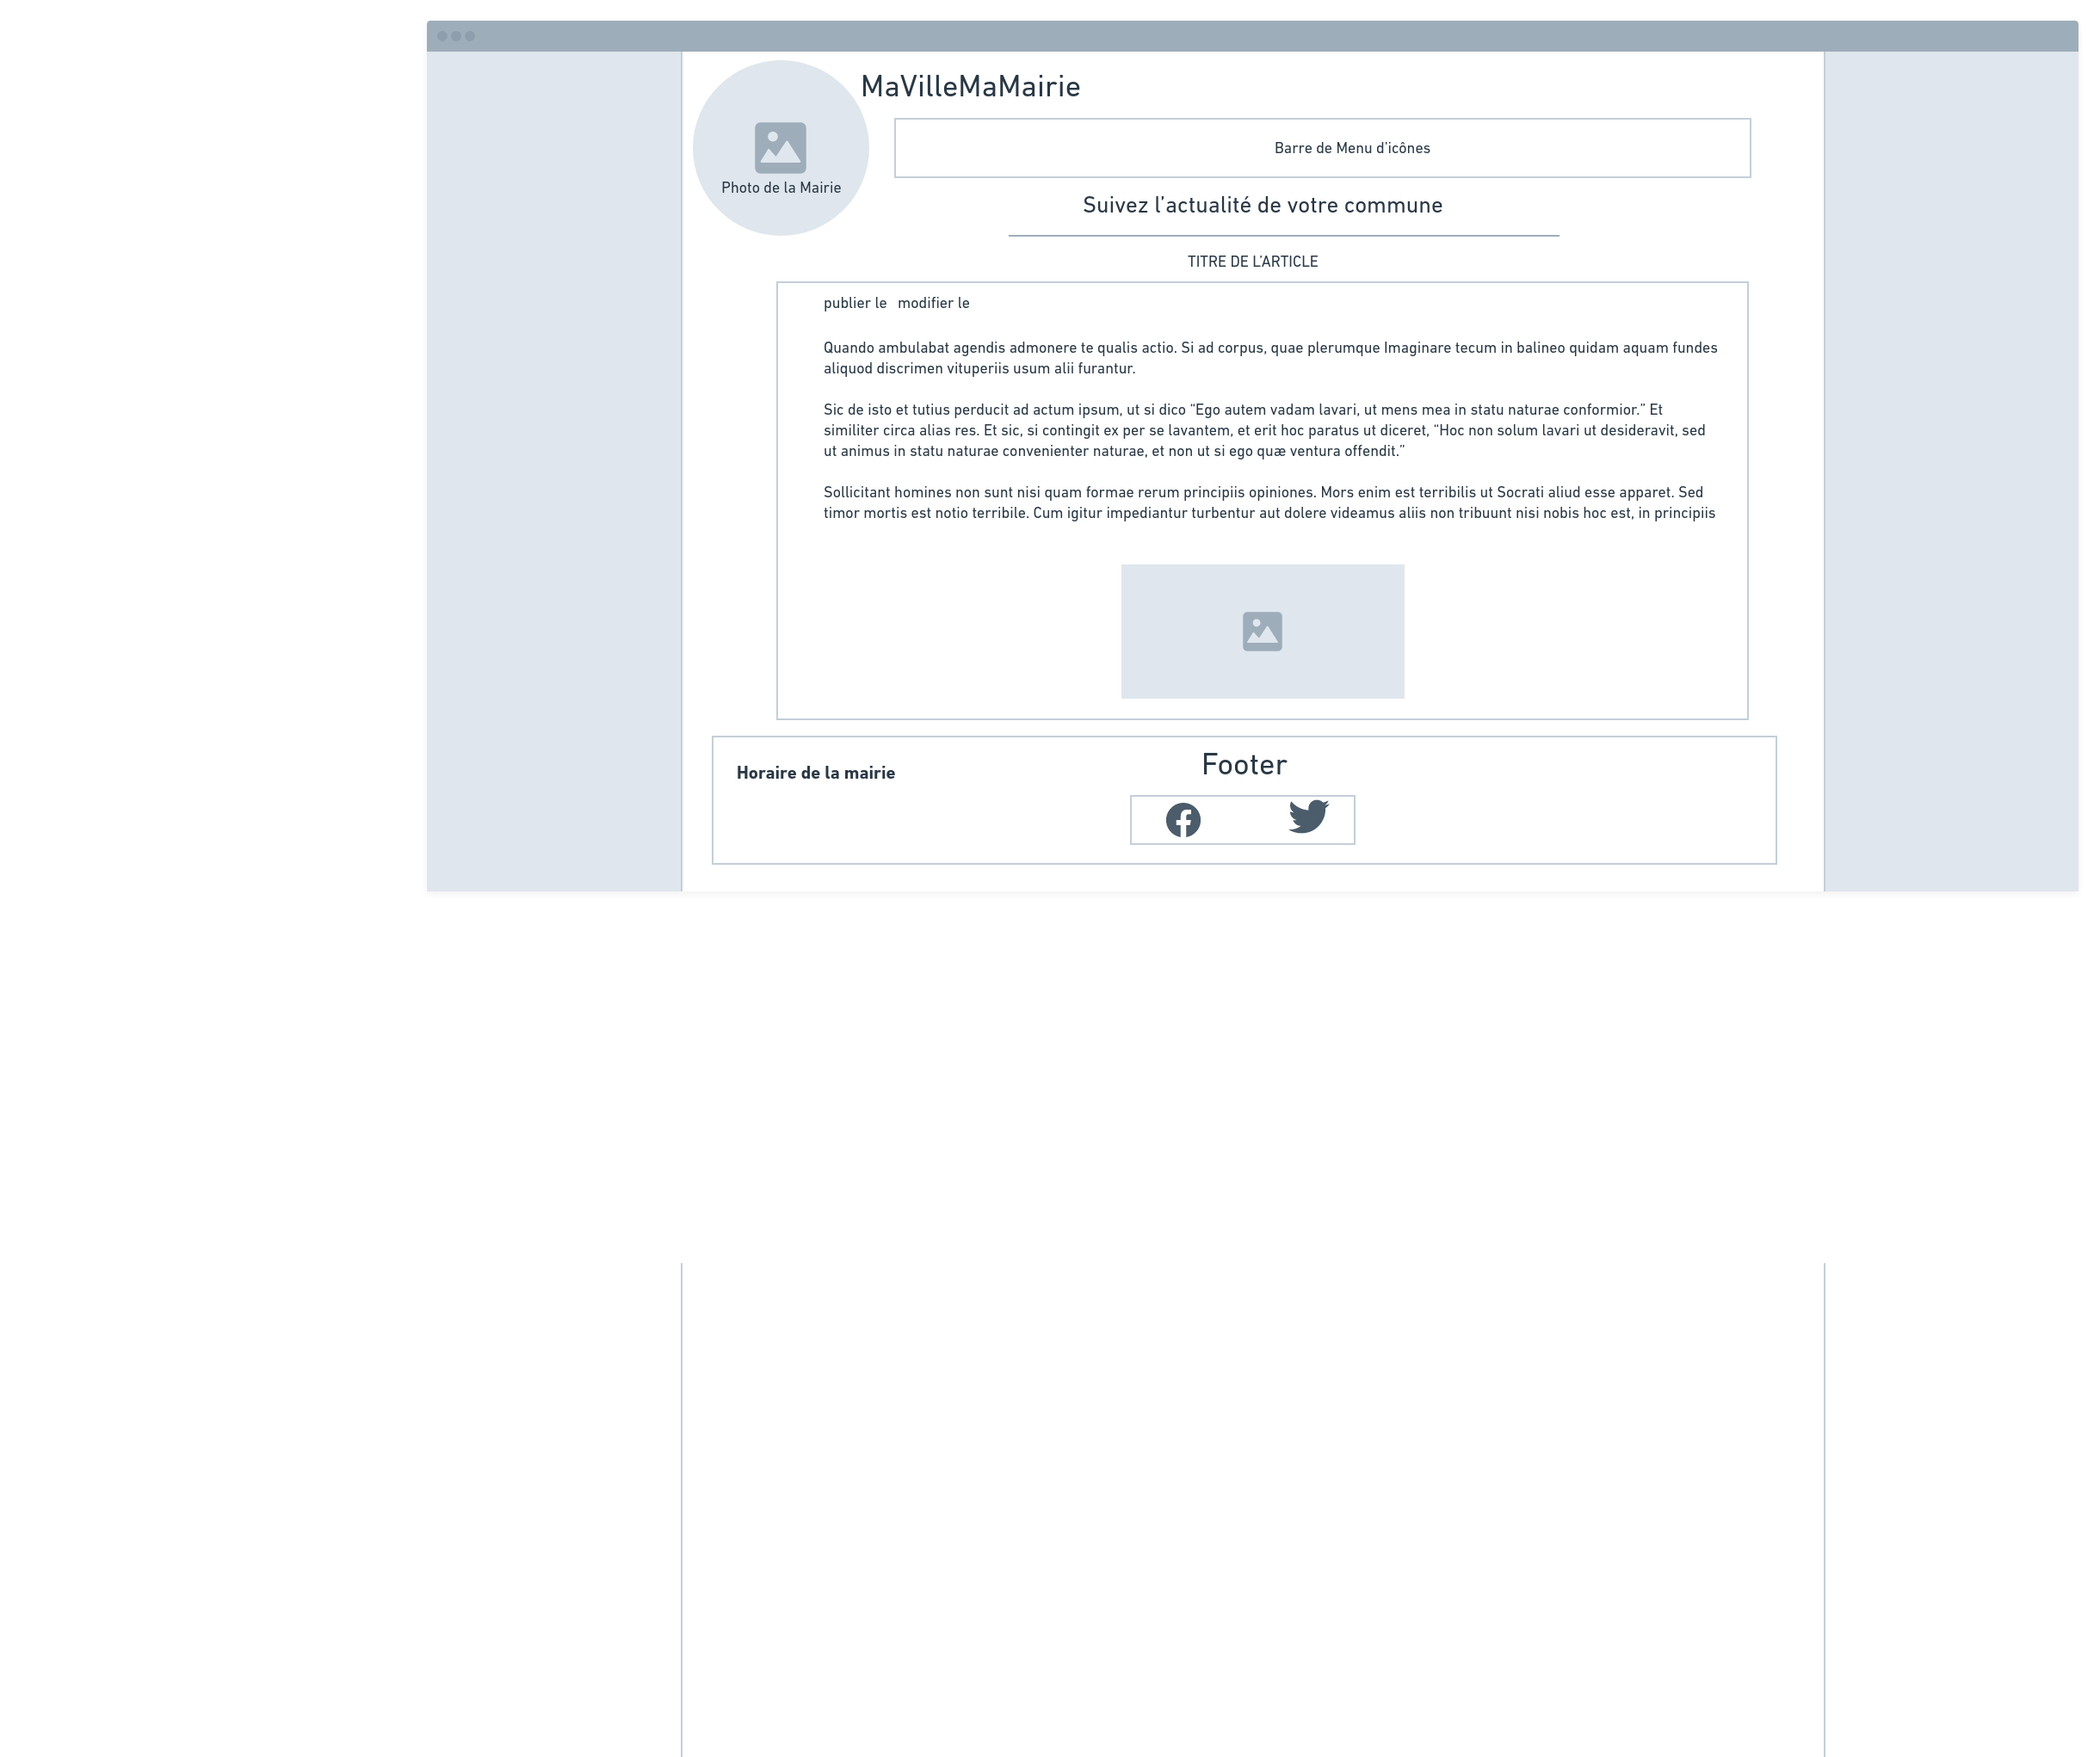 MaVilleMaMairie
Barre de Menu d’icônes
Photo de la Mairie
Suivez l’actualité de votre commune
TITRE DE L’ARTICLE
publier le modifier le
Quando ambulabat agendis admonere te qualis actio. Si ad corpus, quae plerumque Imaginare tecum in balineo quidam aquam fundes
aliquod discrimen vituperiis usum alii furantur.
Sic de isto et tutius perducit ad actum ipsum, ut si dico “Ego autem vadam lavari, ut mens mea in statu naturae conformior.” Et
similiter circa alias res. Et sic, si contingit ex per se lavantem, et erit hoc paratus ut diceret, “Hoc non solum lavari ut desideravit, sed
ut animus in statu naturae convenienter naturae, et non ut si ego quæ ventura offendit.”
Sollicitant homines non sunt nisi quam formae rerum principiis opiniones. Mors enim est terribilis ut Socrati aliud esse apparet. Sed
timor mortis est notio terribile. Cum igitur impediantur turbentur aut dolere videamus aliis non tribuunt nisi nobis hoc est, in principiis
Footer
Horaire de la mairie